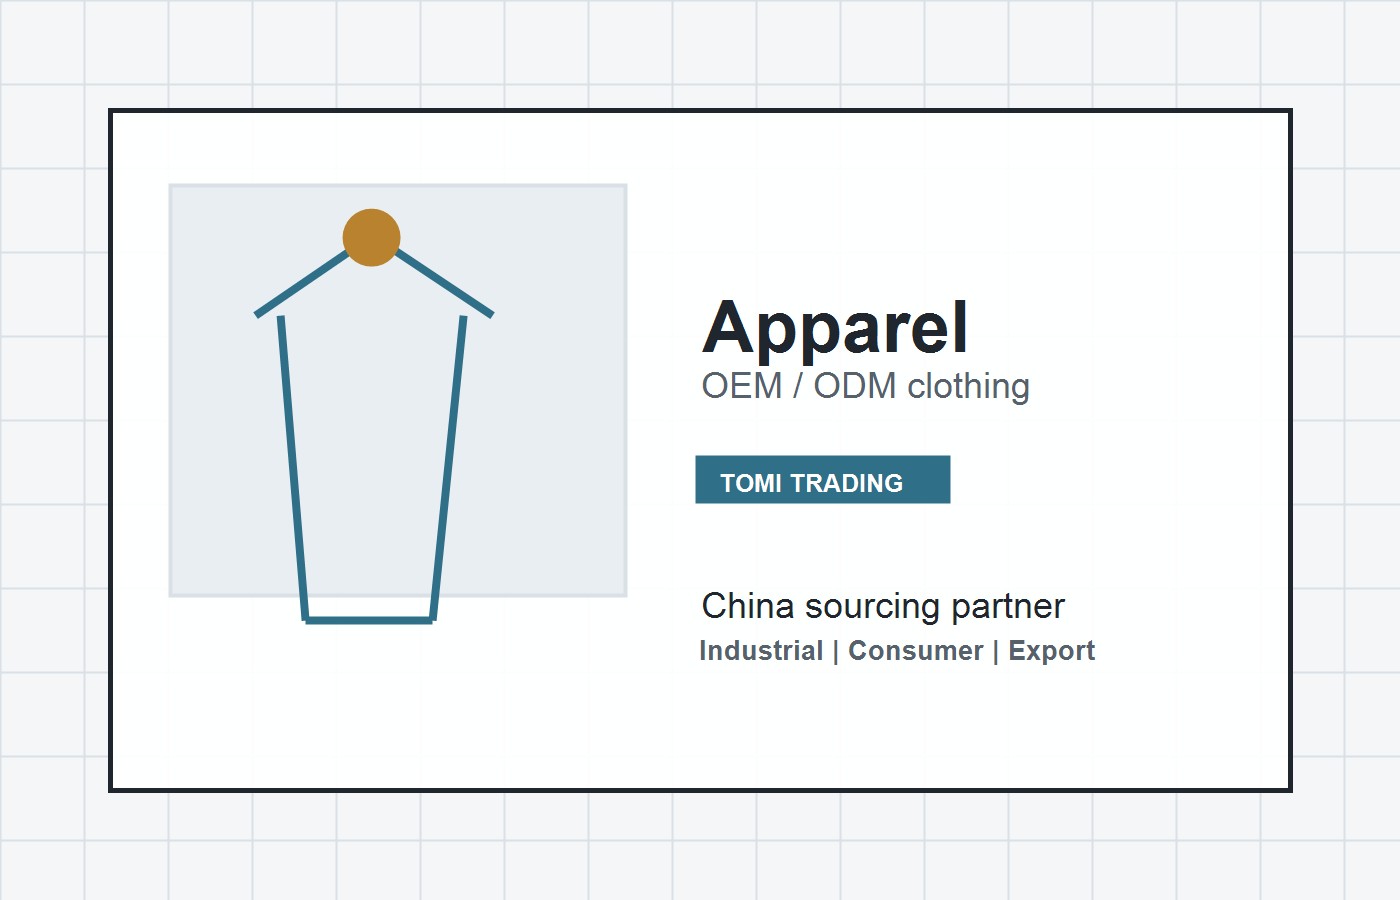 Apparel
OEM / ODM clothing
TOMI TRADING
China sourcing partner
Industrial | Consumer | Export